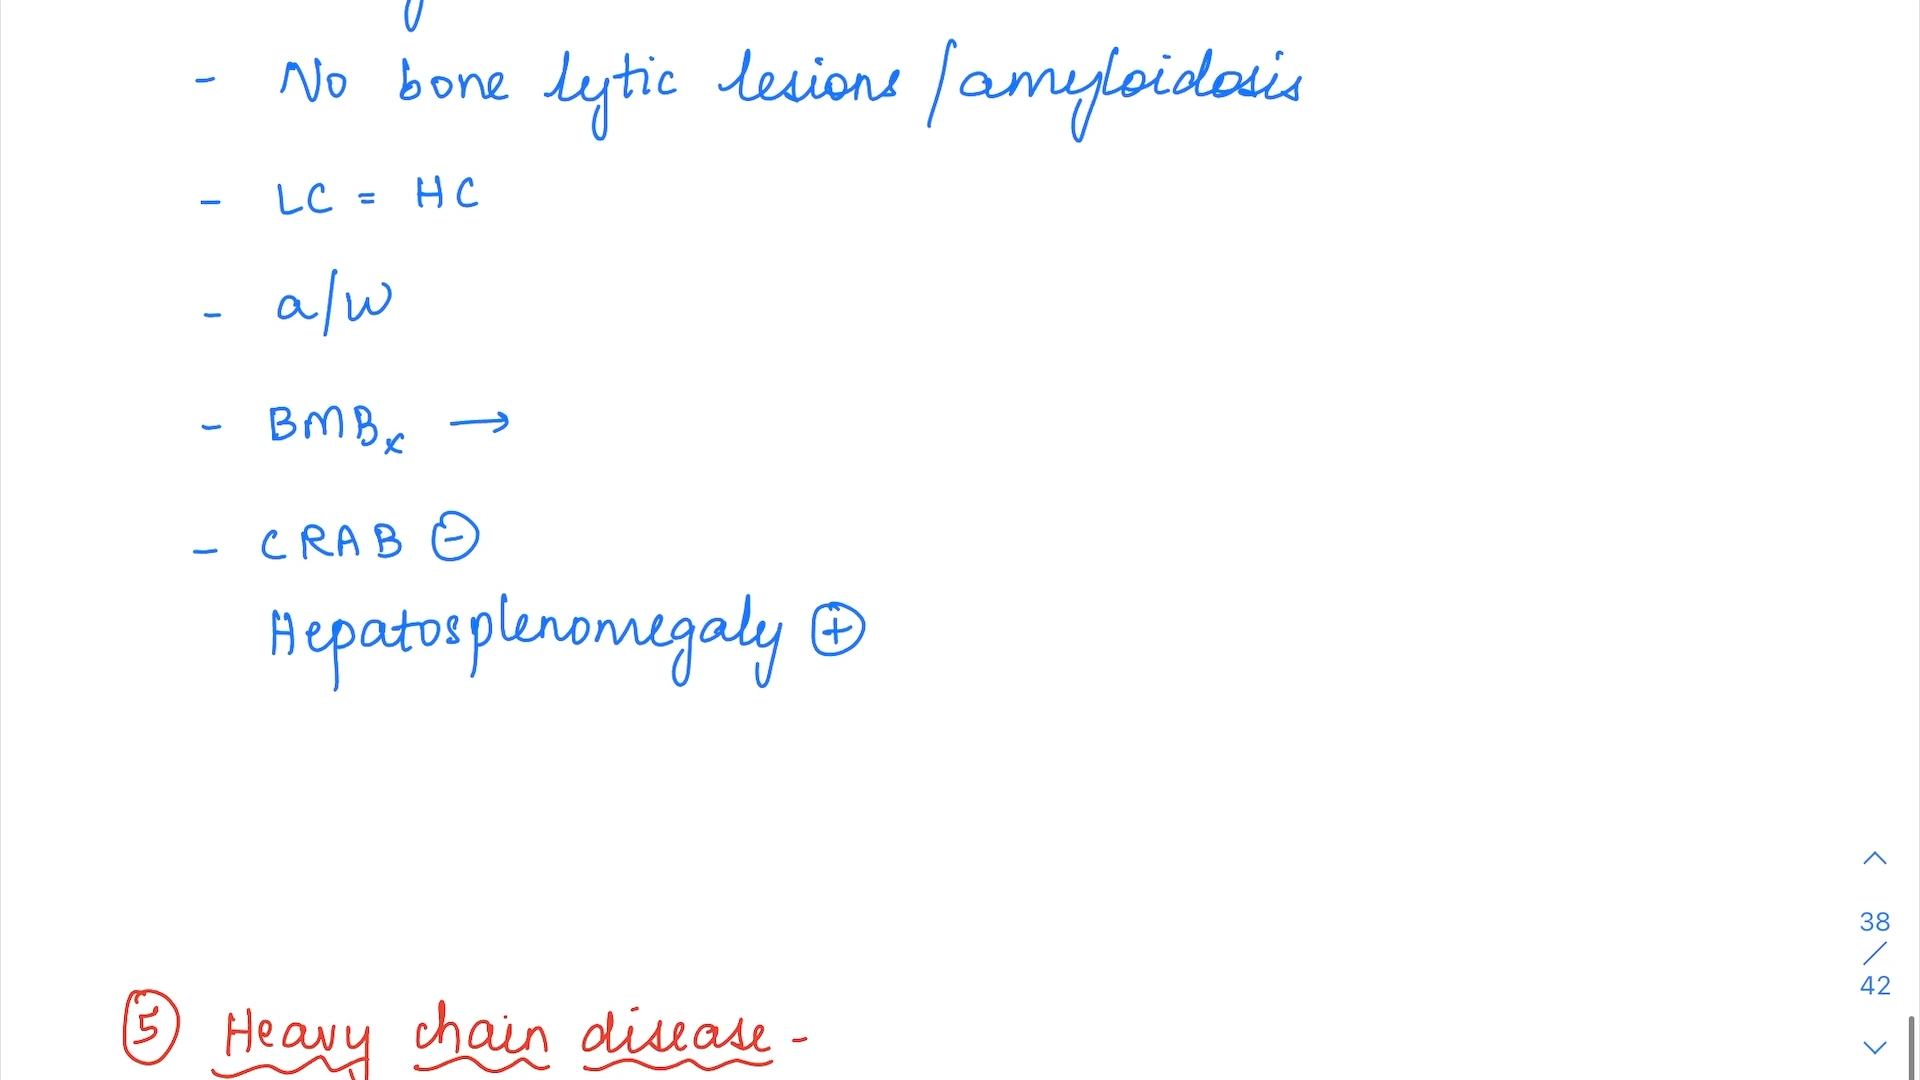 - No bone lytic lesions / amyloidosis
- LC = HC
- a/w
- BMBx →
- CRAB ⊖
Hepatosplenomegaly ⊕
38
/
42
⑤ Heavy chain disease -